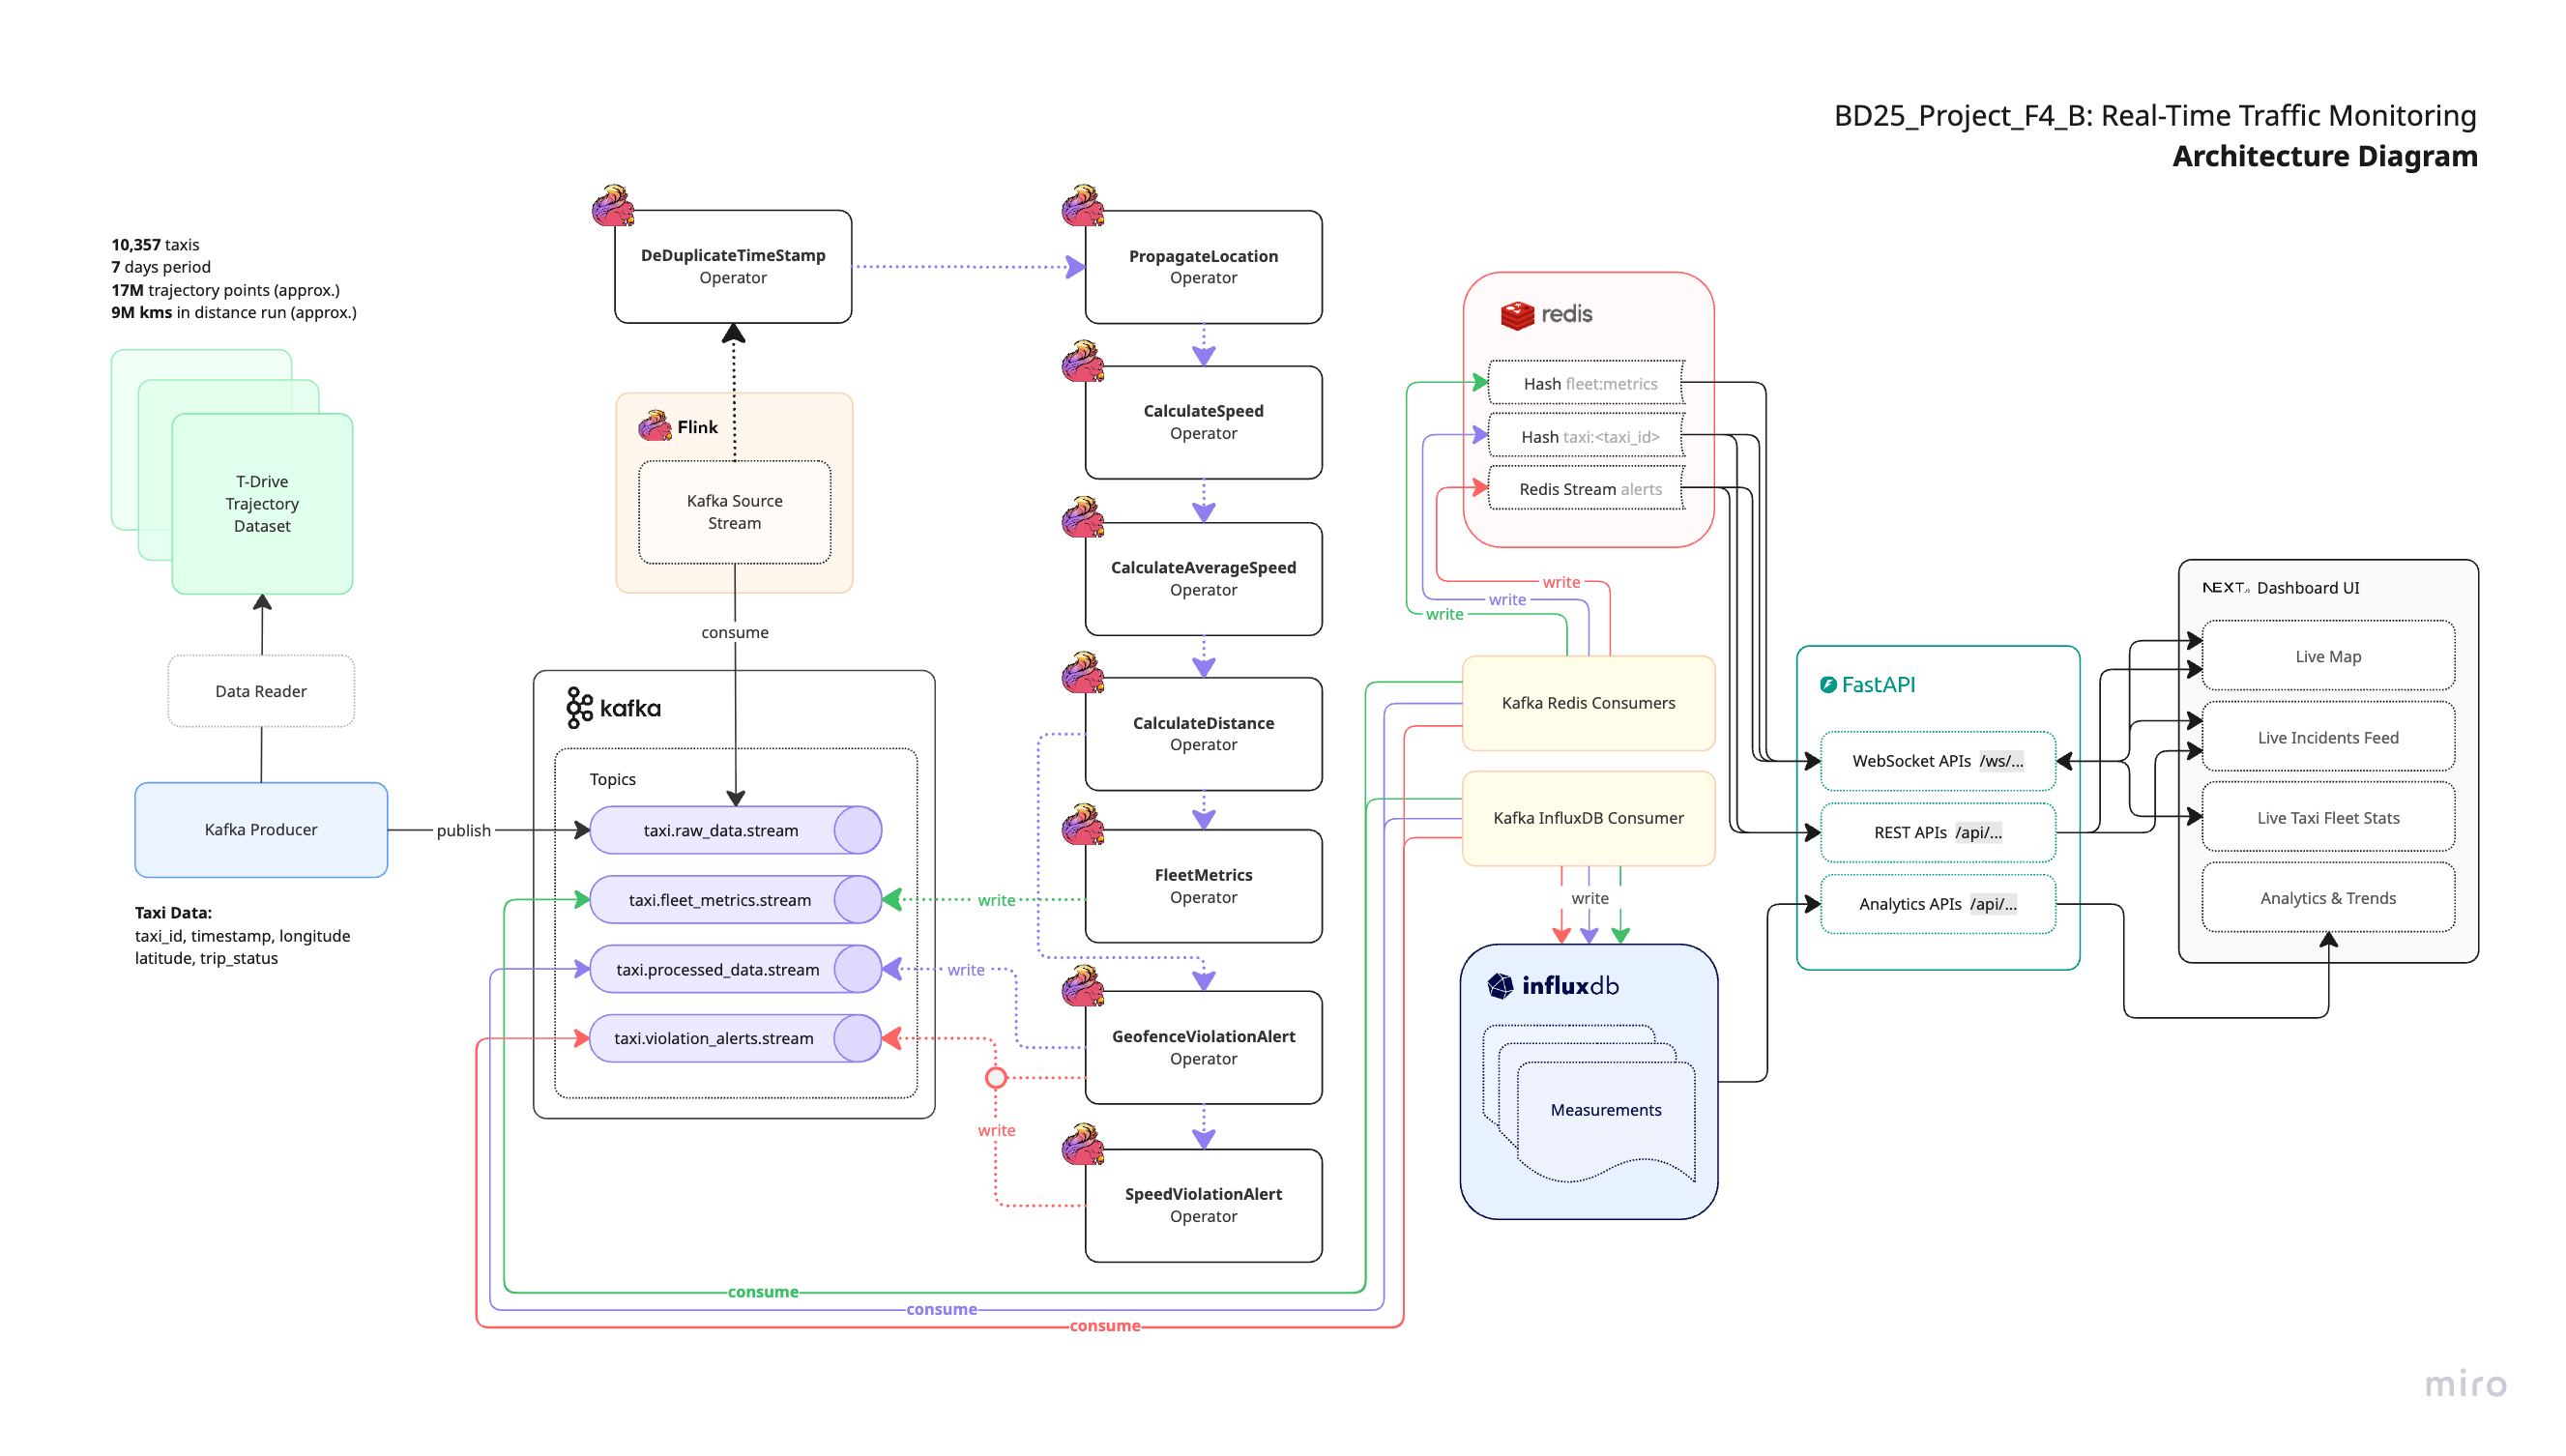 BD25_Project_F4_B: Real-Time Traffic Monitoring
Architecture Diagram
10,357 taxis
7 days period
17M trajectory points (approx.)
9M kms in distance run (approx.)
T-Drive
Trajectory
Dataset
Data Reader
Kafka Producer
publish
Taxi Data:
taxi_id, timestamp, longitude
latitude, trip_status
DeDuplicateTimeStamp
Operator
Flink
Kafka Source
Stream
consume
kafka
Topics
taxi.raw_data.stream
taxi.fleet_metrics.stream
taxi.processed_data.stream
taxi.violation_alerts.stream
write
write
write
PropagateLocation
Operator
CalculateSpeed
Operator
CalculateAverageSpeed
Operator
CalculateDistance
Operator
FleetMetrics
Operator
GeofenceViolationAlert
Operator
SpeedViolationAlert
Operator
consume
consume
consume
redis
Hash fleet:metrics
Hash taxi:<taxi_id>
Redis Stream alerts
write
write
write
Kafka Redis Consumers
Kafka InfluxDB Consumer
write
influxdb
Measurements
FastAPI
WebSocket APIs /ws/...
REST APIs /api/...
Analytics APIs /api/...
NEXT.JS Dashboard UI
Live Map
Live Incidents Feed
Live Taxi Fleet Stats
Analytics & Trends
miro